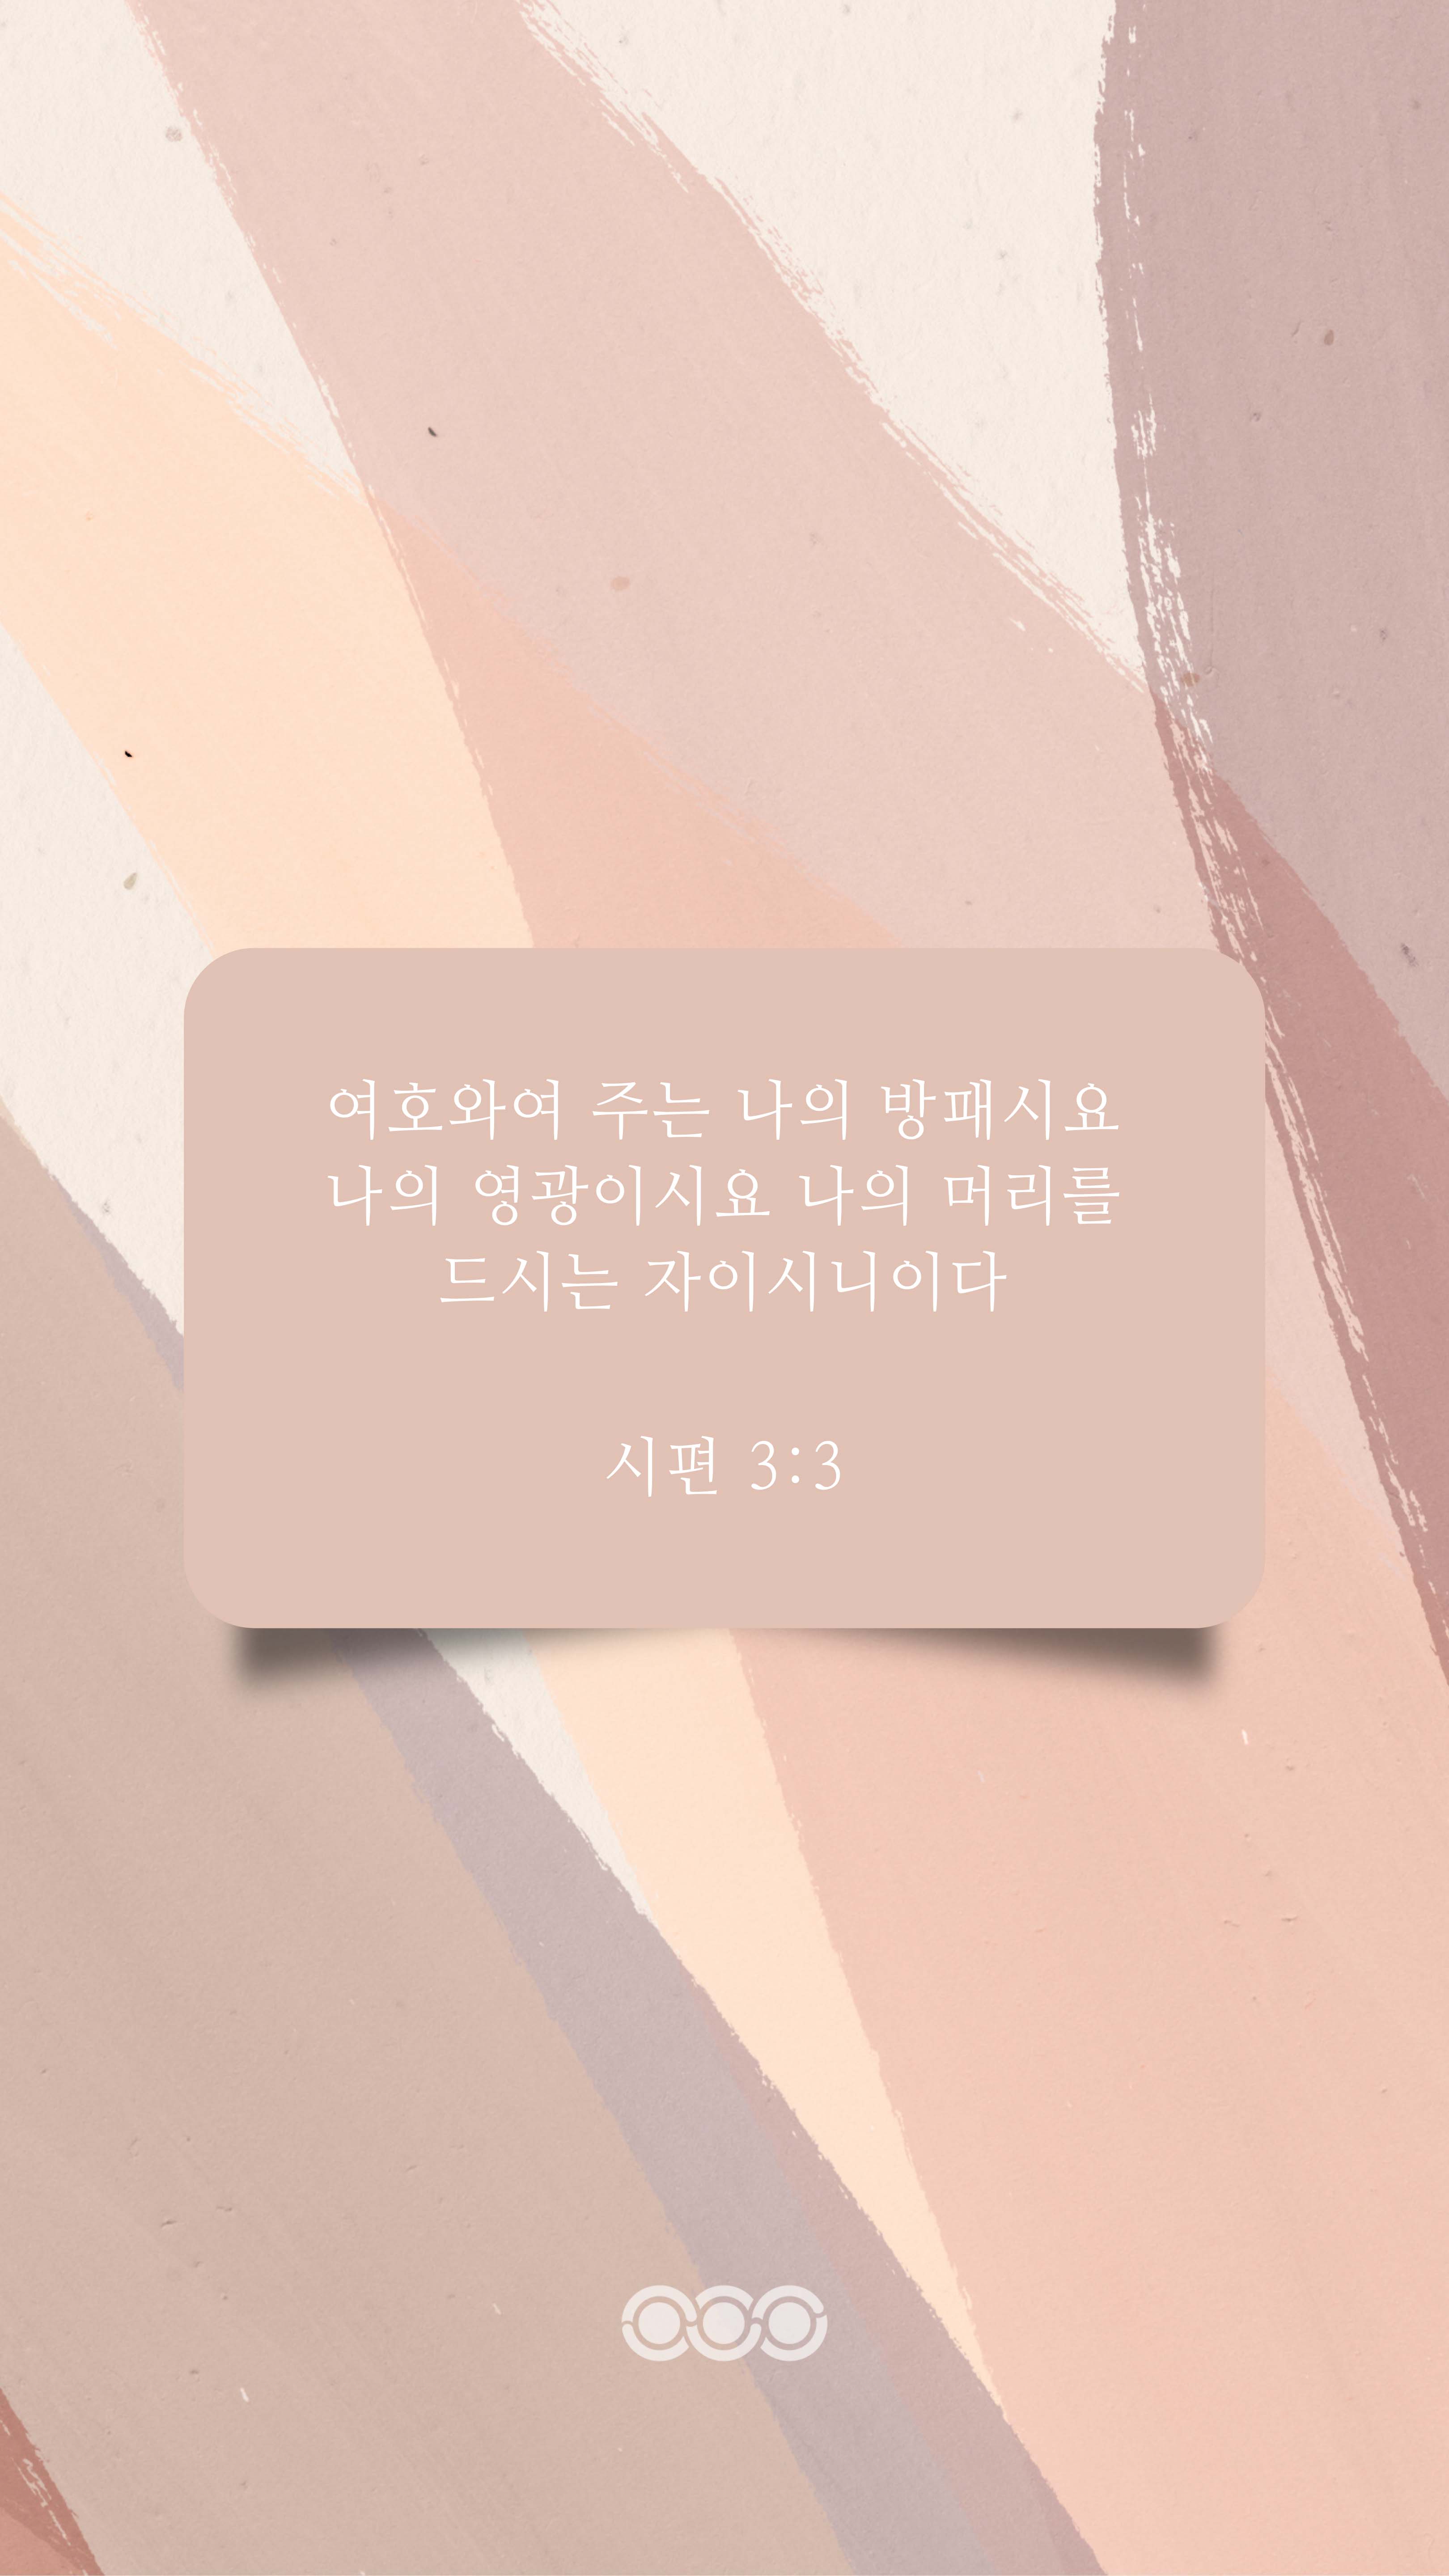 여호와여 주는 나의 방패시요
나의 영광이시요 나의 머리를
드시는 자이시니이다
시편 3:3